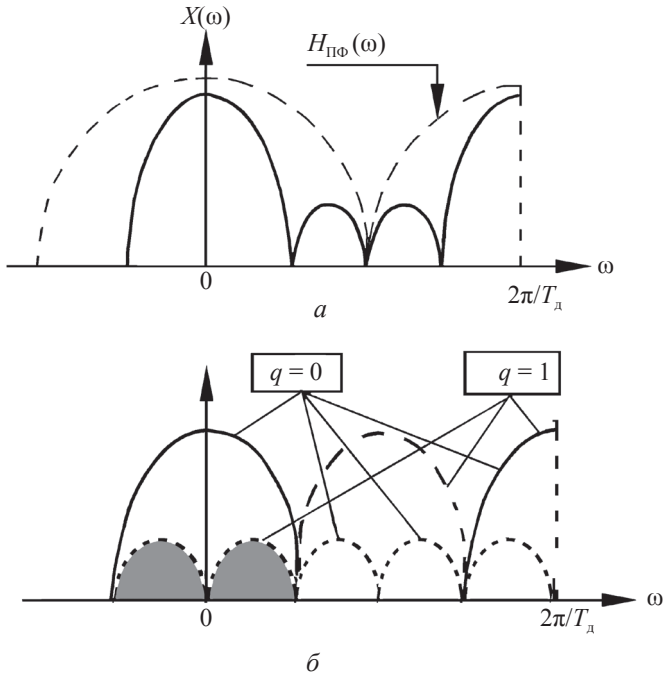 X(ω)
H_ПФ(ω)
0
2π/T_д
ω
а
q = 0
q = 1
0
2π/T_д
ω
б